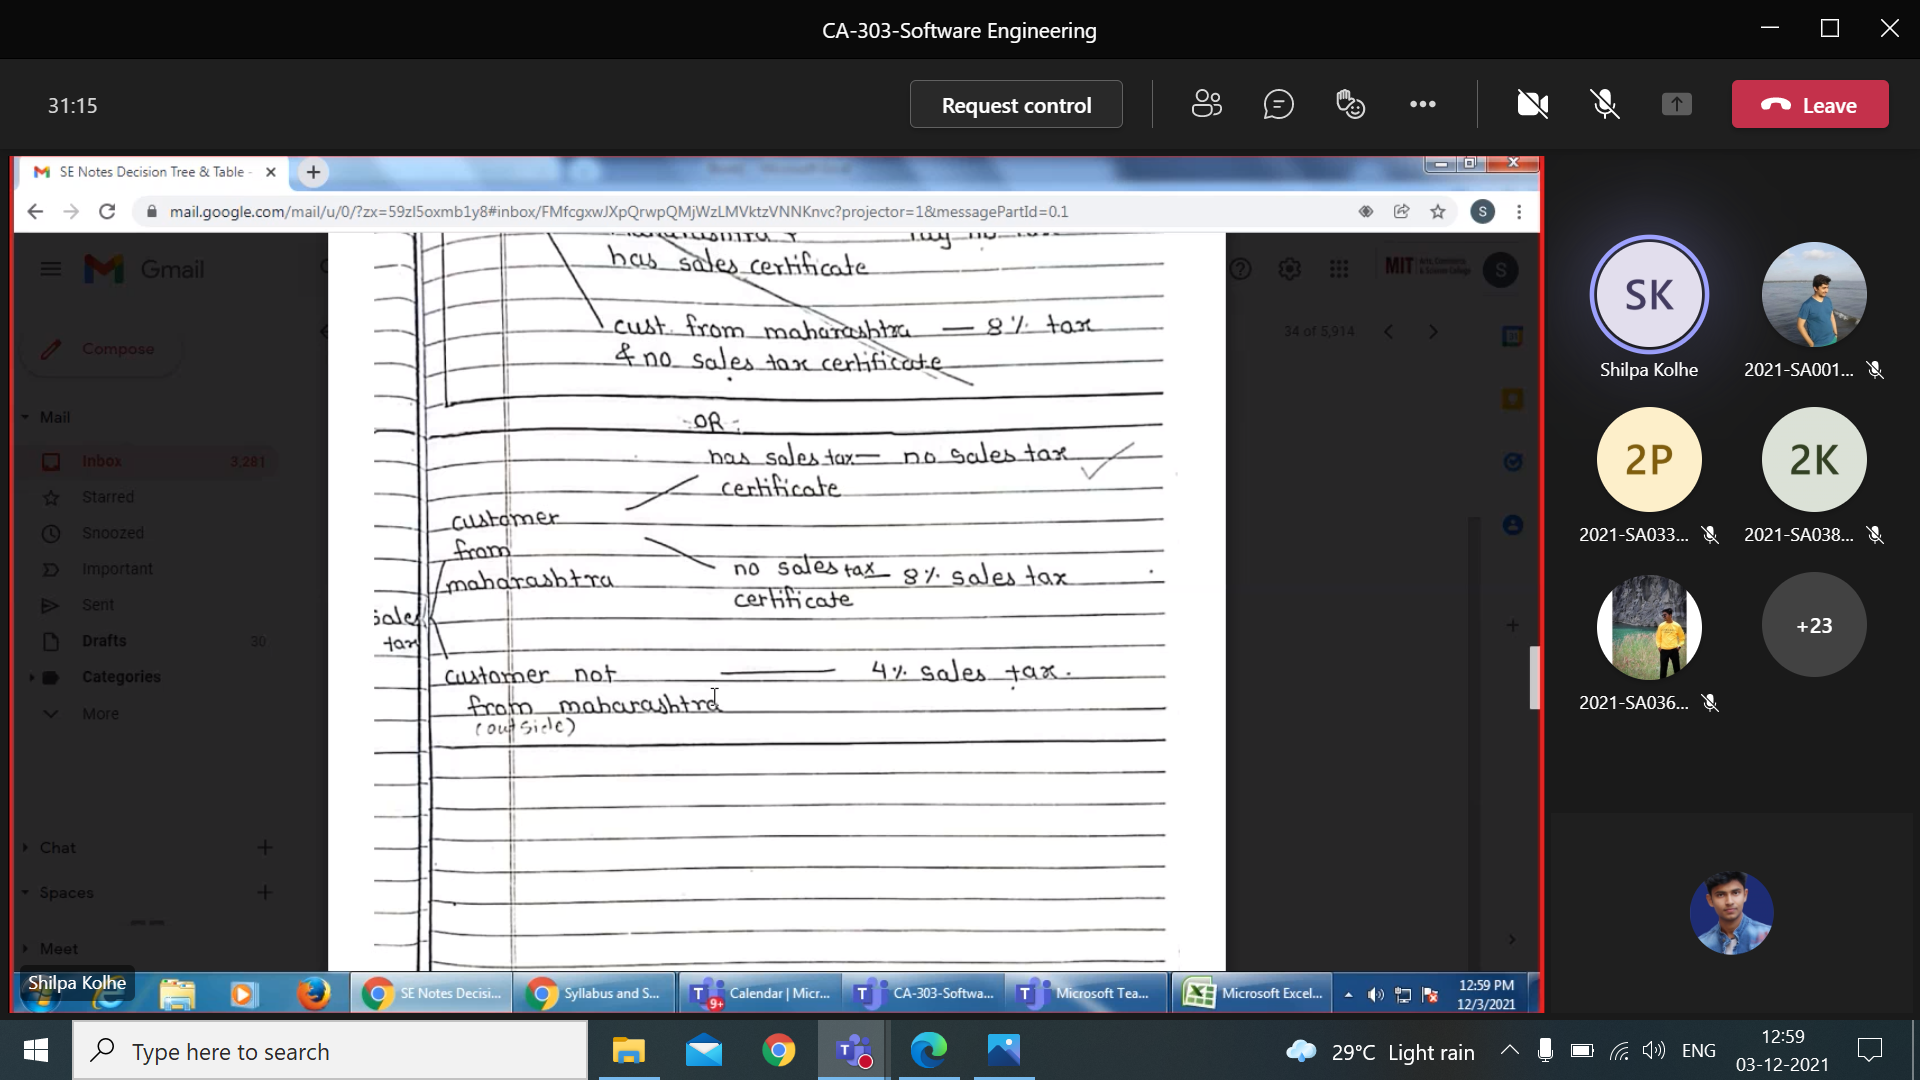 CA-303-Software Engineering
31:15
Request control
Leave
SE Notes Decision Tree & Table -
mail.google.com/mail/u/0/?zx=59zl5oxmb1y8#inbox/FMfcgxwJXpQrwpQMjWzLMVktzVNNKnvc?projector=1&messagePartId=0.1
S
Gmail
MIT
S
Compose
34 of 5,914
Mail
Inbox 3,281
Starred
Snoozed
Important
Sent
Drafts 30
Categories
More
Chat
Spaces
Meet
has sales certificate
cust. from maharashtra — 8% tax
& no sales tax certificate
OR
has sales tax — no sales tax
certificate
customer
from
maharashtra
no sales tax — 8% sales tax
certificate
sales
tax
customer not — 4% sales tax.
from maharashtra
(outside)
SK
Shilpa Kolhe
2021-SA001...
2P
2021-SA033...
2K
2021-SA038...
2021-SA036...
+23
Shilpa Kolhe
SE Notes Decisi...
Syllabus and S...
9+
Calendar | Micr...
CA-303-Softwa...
Microsoft Tea...
Microsoft Excel...
12:59 PM
12/3/2021
Type here to search
29°C Light rain
ENG
12:59
03-12-2021